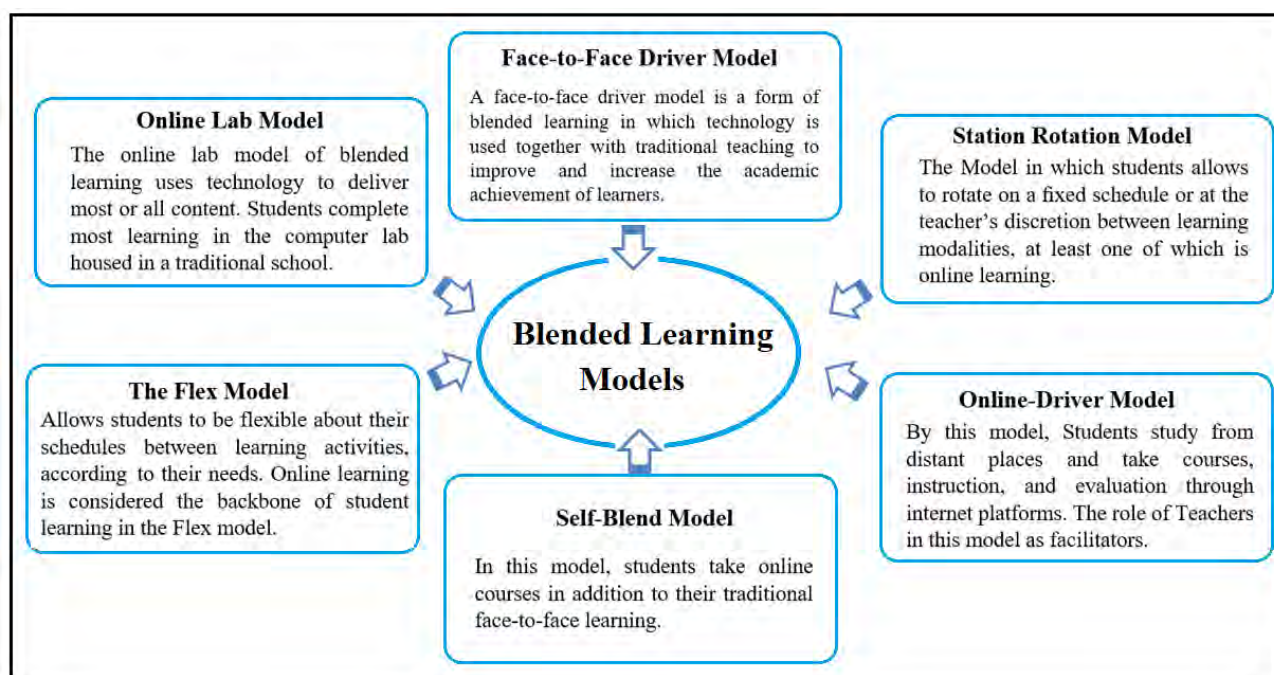 Face-to-Face Driver Model
A face-to-face driver model is a form of
blended learning in which technology is
used together with traditional teaching to
improve and increase the academic
achievement of learners.
Online Lab Model
The online lab model of blended
learning uses technology to deliver
most or all content. Students complete
most learning in the computer lab
housed in a traditional school.
Station Rotation Model
The Model in which students allows
to rotate on a fixed schedule or at the
teacher's discretion between learning
modalities, at least one of which is
online learning.
Blended Learning
Models
The Flex Model
Allows students to be flexible about their
schedules between learning activities,
according to their needs. Online learning
is considered the backbone of student
learning in the Flex model.
Self-Blend Model
In this model, students take online
courses in addition to their traditional
face-to-face learning.
Online-Driver Model
By this model, Students study from
distant places and take courses,
instruction, and evaluation through
internet platforms. The role of Teachers
in this model as facilitators.